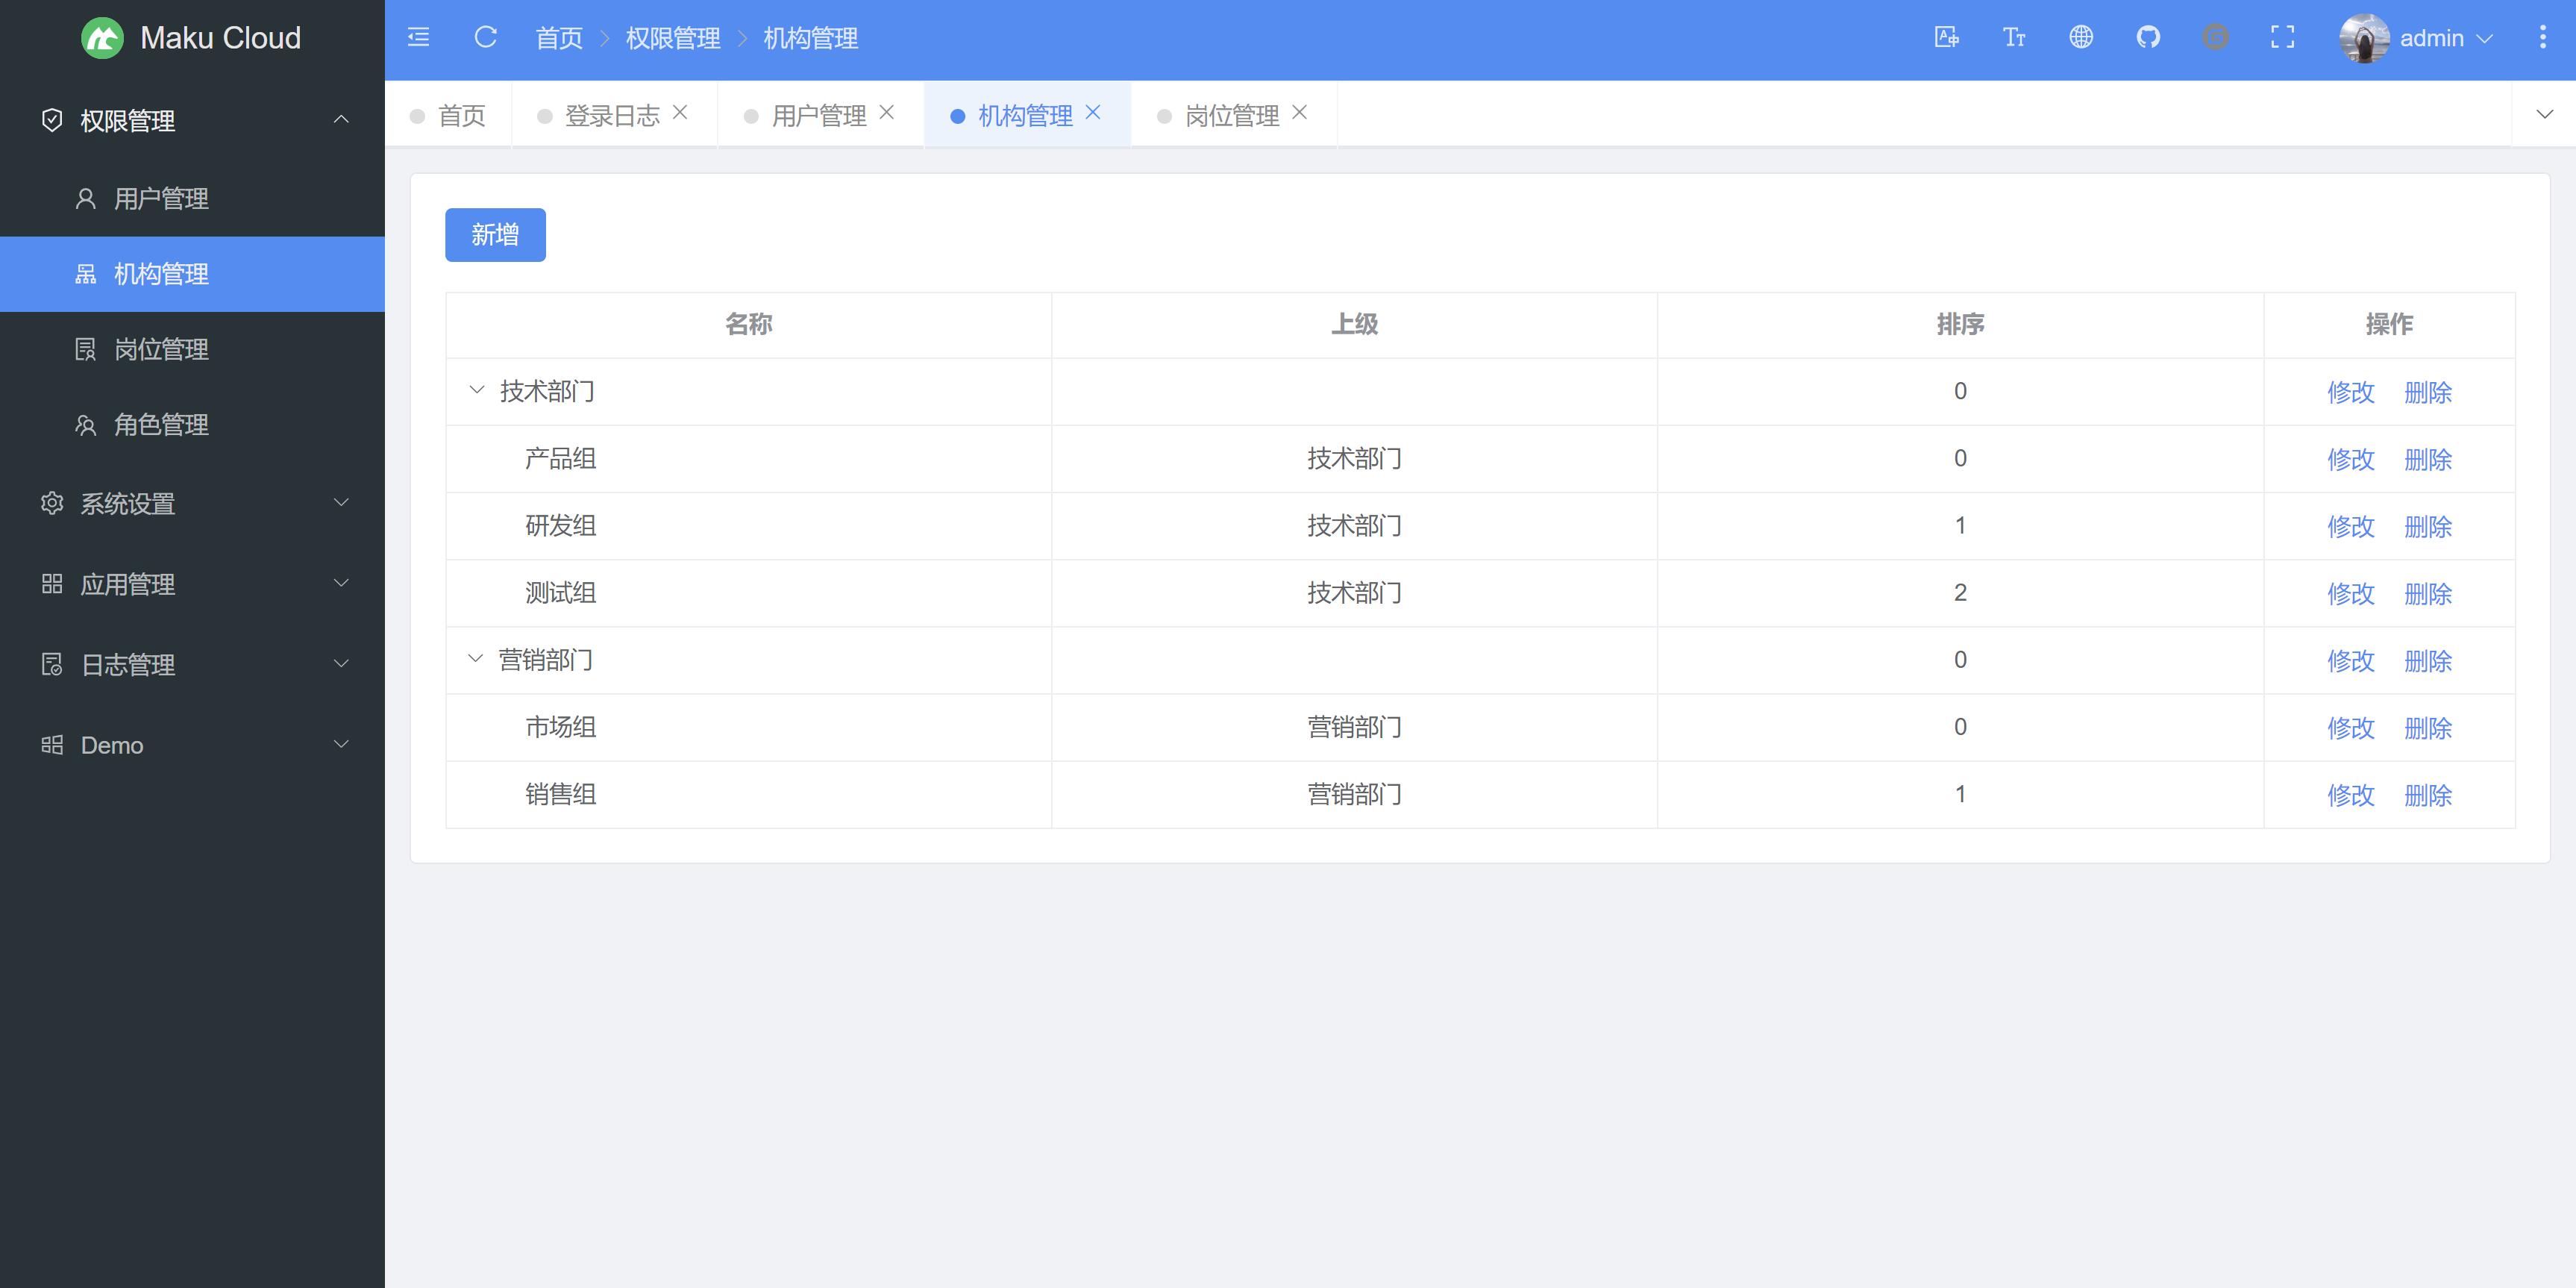 Maku Cloud
首页 权限管理 机构管理
admin
首页 登录日志 用户管理 机构管理 岗位管理
权限管理
用户管理
机构管理
岗位管理
角色管理
系统设置
应用管理
日志管理
Demo
新增
名称 上级 排序 操作
技术部门 0 修改 删除
产品组 技术部门 0 修改 删除
研发组 技术部门 1 修改 删除
测试组 技术部门 2 修改 删除
营销部门 0 修改 删除
市场组 营销部门 0 修改 删除
销售组 营销部门 1 修改 删除